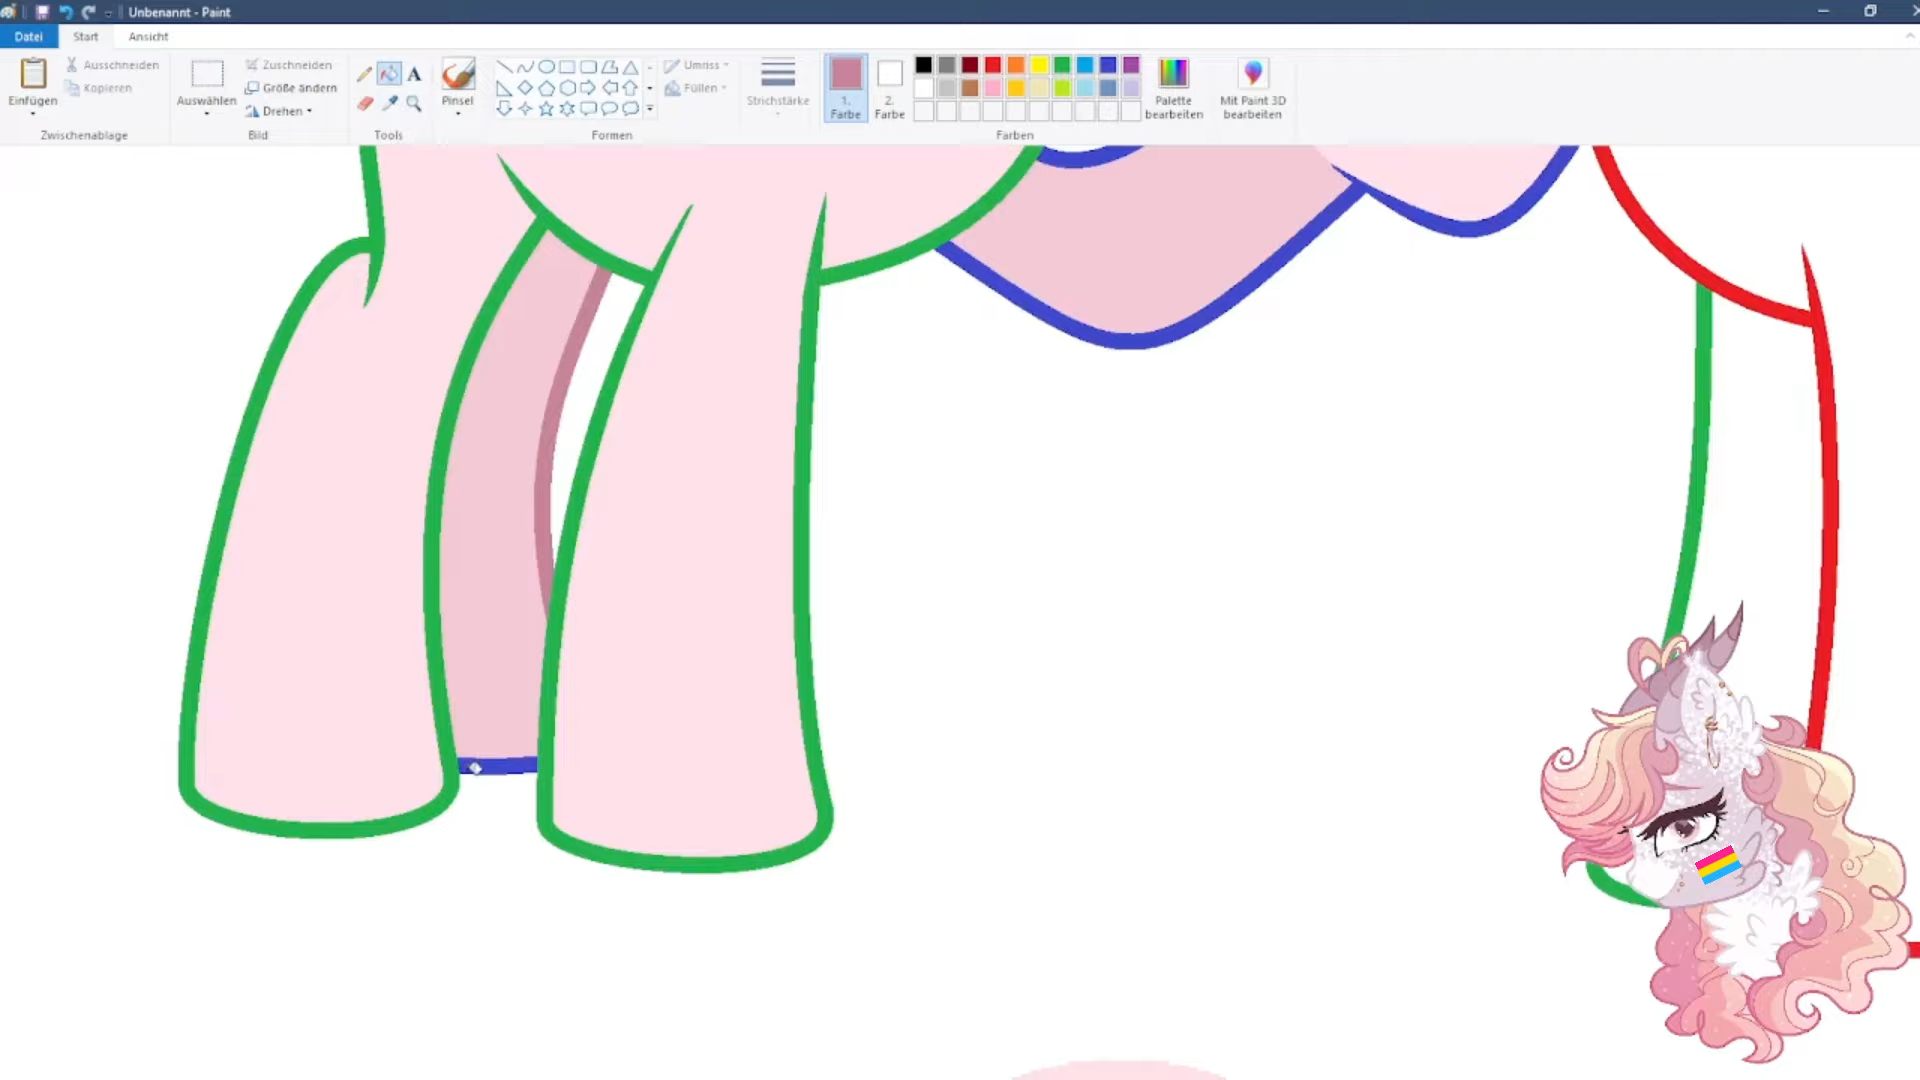 Unbenannt - Paint
Datei Start Ansicht
Einfügen
Ausschneiden
Kopieren
Zwischenablage
Auswählen
Zuschneiden
Größe ändern
Drehen
Bild
A
Tools
Pinsel
Umriss
Füllen
Formen
Strichstärke
1. Farbe
2. Farbe
Palette bearbeiten
Mit Paint 3D bearbeiten
Farben